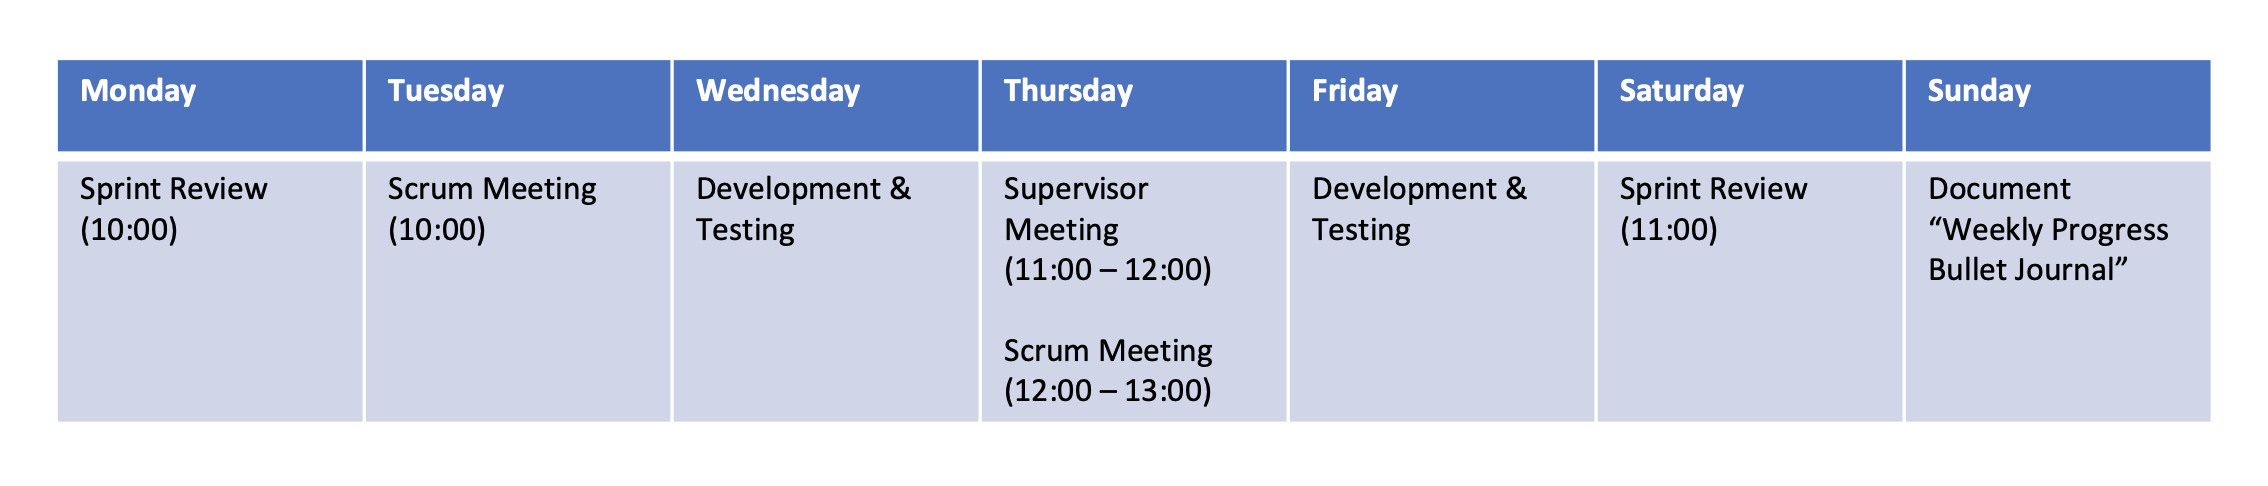 Monday
Tuesday
Wednesday
Thursday
Friday
Saturday
Sunday
Sprint Review
(10:00)
Scrum Meeting
(10:00)
Development &
Testing
Supervisor
Meeting
(11:00 – 12:00)
Scrum Meeting
(12:00 – 13:00)
Development &
Testing
Sprint Review
(11:00)
Document
“Weekly Progress
Bullet Journal”